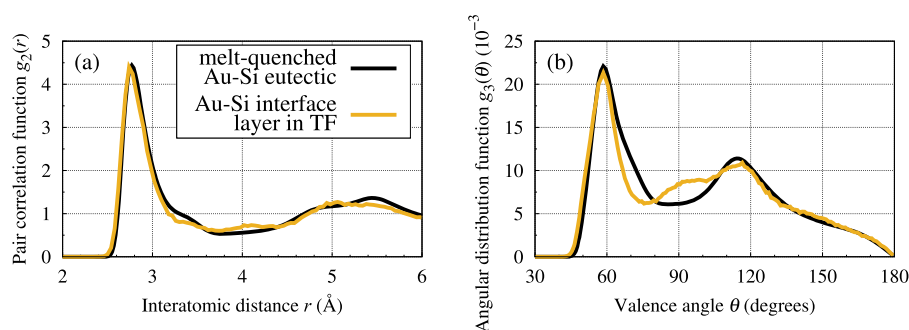 Pair correlation function g2(r)
5
4
3
2
1
0
(a)
melt-quenched
Au-Si eutectic
Au-Si interface
layer in TF
2 3 4 5 6
Interatomic distance r (Å)
Angular distribution function g3(θ) (10−3)
25
20
15
10
5
0
(b)
30 60 90 120 150 180
Valence angle θ (degrees)